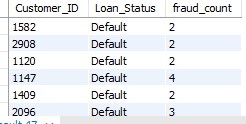 Customer_ID Loan_Status fraud_count
1582 Default 2
2908 Default 2
1120 Default 2
1147 Default 4
1409 Default 2
2096 Default 3